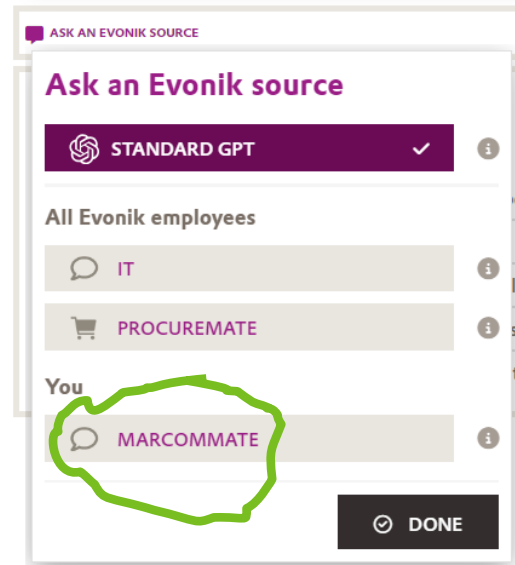 ASK AN EVONIK SOURCE
Ask an Evonik source
STANDARD GPT
All Evonik employees
IT
PROCUREMATE
You
MARCOMMATE
DONE